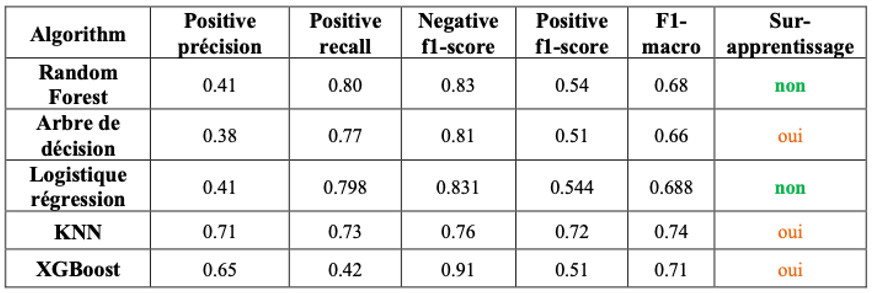 Algorithm Positive précision Positive recall Negative f1-score Positive f1-score F1-macro Sur-apprentissage
Random Forest 0.41 0.80 0.83 0.54 0.68 non
Arbre de décision 0.38 0.77 0.81 0.51 0.66 oui
Logistique régression 0.41 0.798 0.831 0.544 0.688 non
KNN 0.71 0.73 0.76 0.72 0.74 oui
XGBoost 0.65 0.42 0.91 0.51 0.71 oui